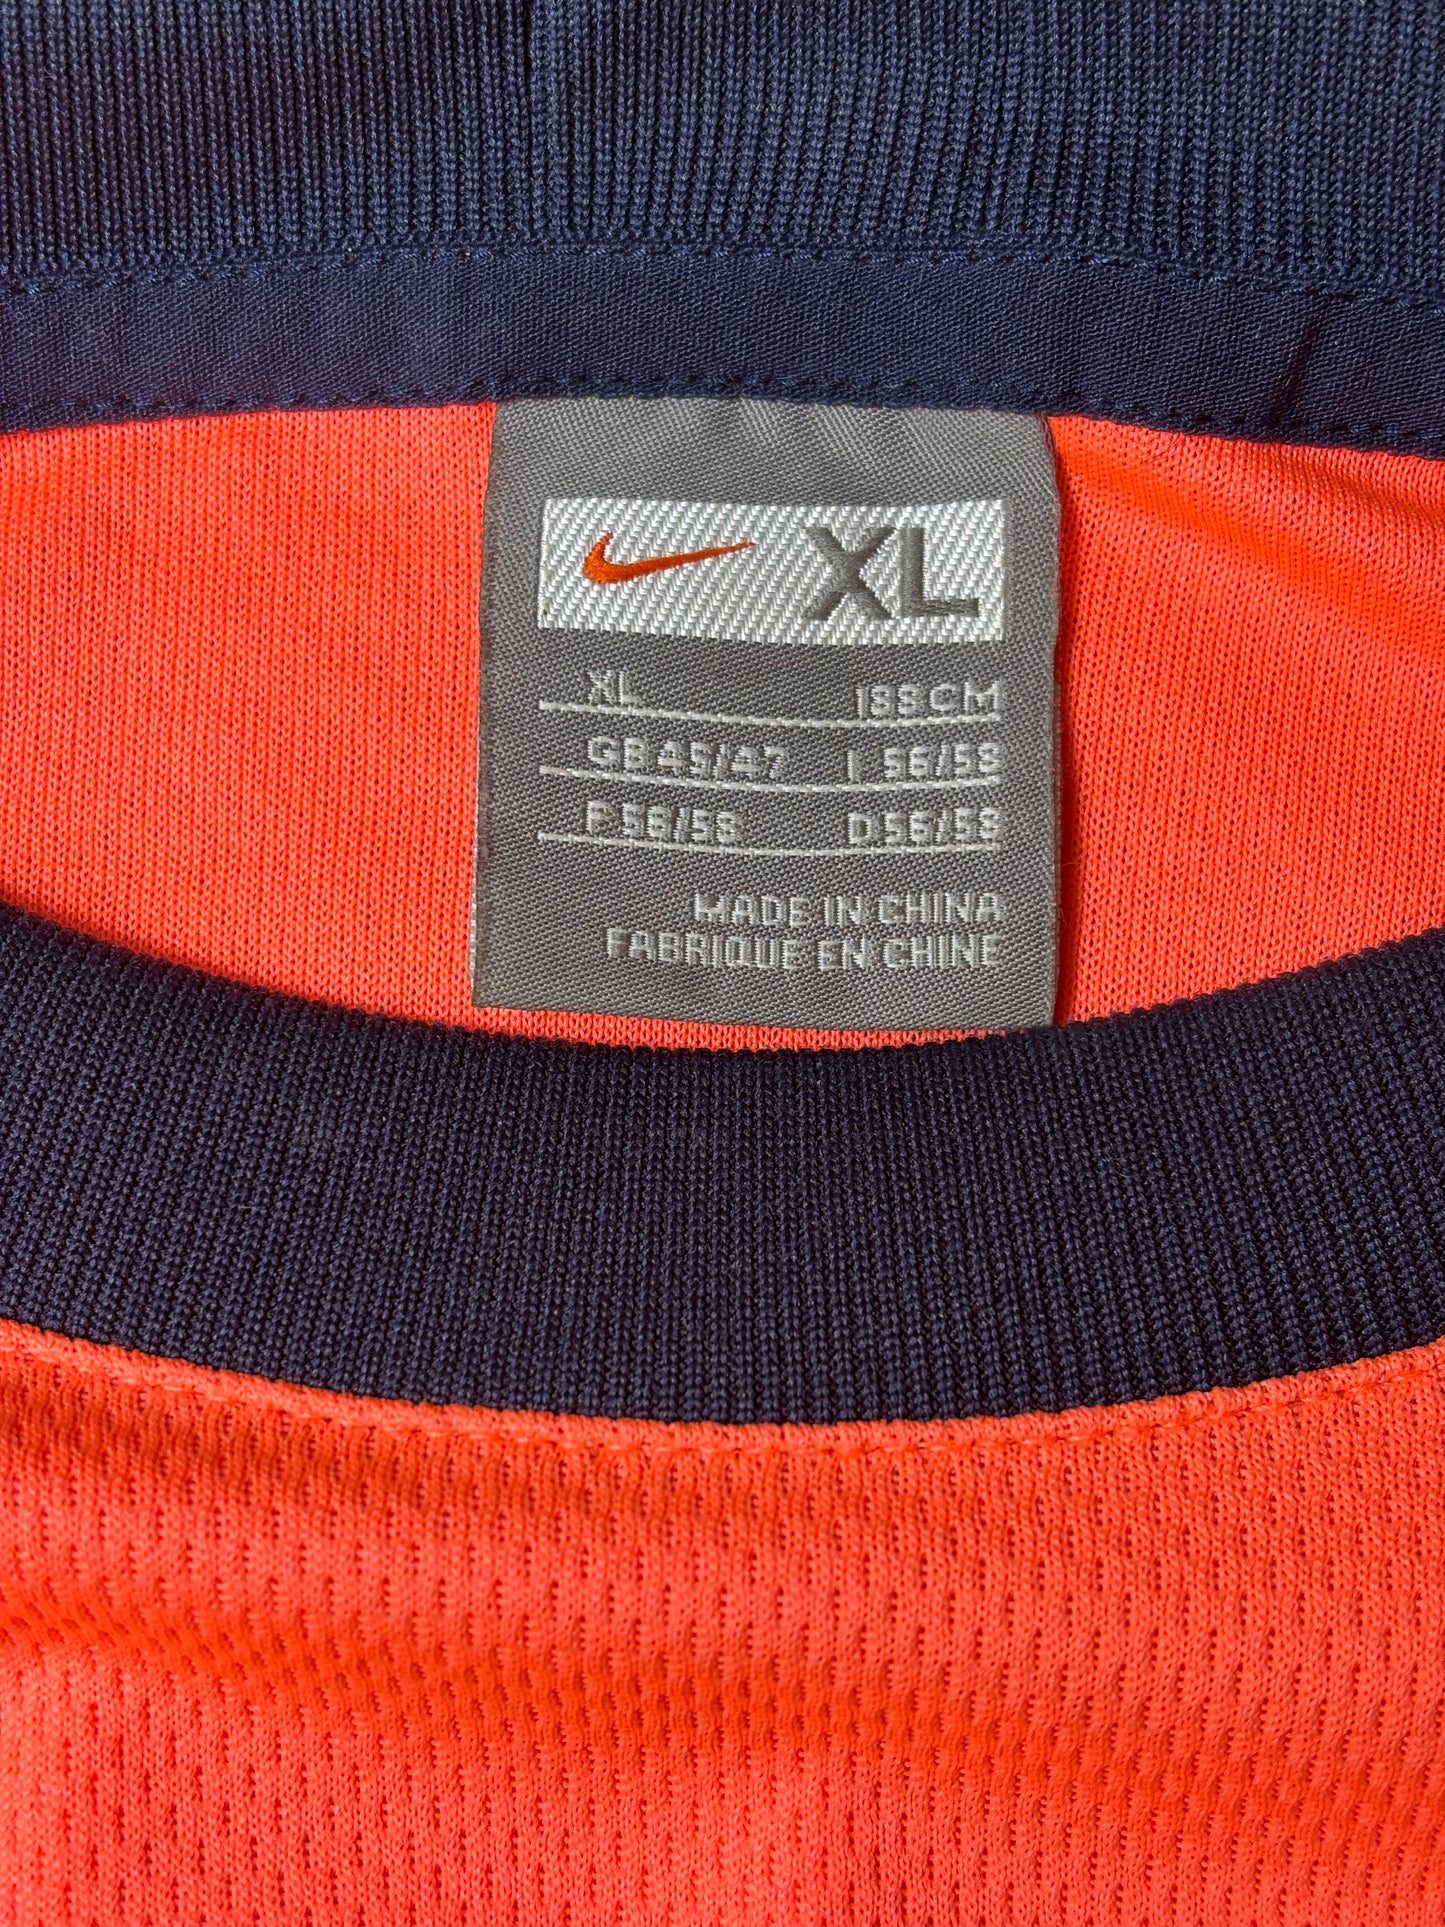 XL
XL 188CM
GB 45/47 I 56/58
F 56/58 D 56/58
MADE IN CHINA
FABRIQUE EN CHINE